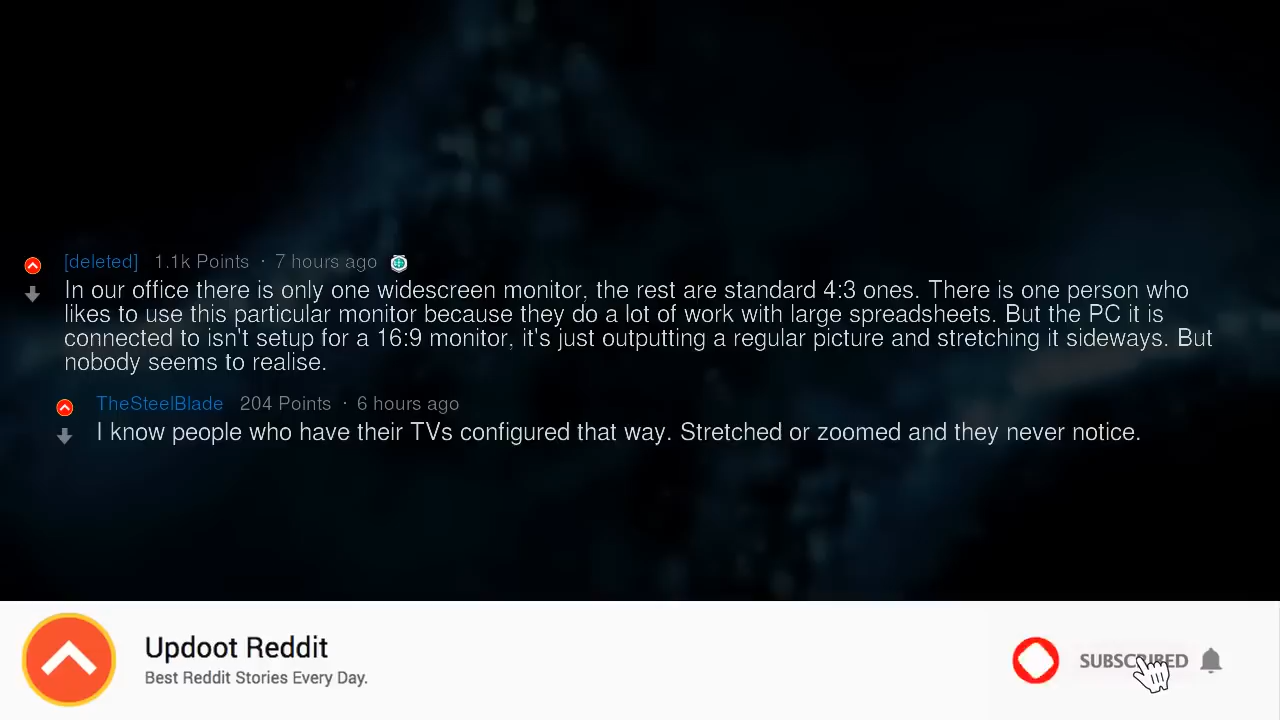 [deleted] 1.1k Points · 7 hours ago
In our office there is only one widescreen monitor, the rest are standard 4:3 ones. There is one person who
likes to use this particular monitor because they do a lot of work with large spreadsheets. But the PC it is
connected to isn't setup for a 16:9 monitor, it's just outputting a regular picture and stretching it sideways. But
nobody seems to realise.
TheSteelBlade 204 Points · 6 hours ago
I know people who have their TVs configured that way. Stretched or zoomed and they never notice.
Updoot Reddit
Best Reddit Stories Every Day.
SUBSCRIBED